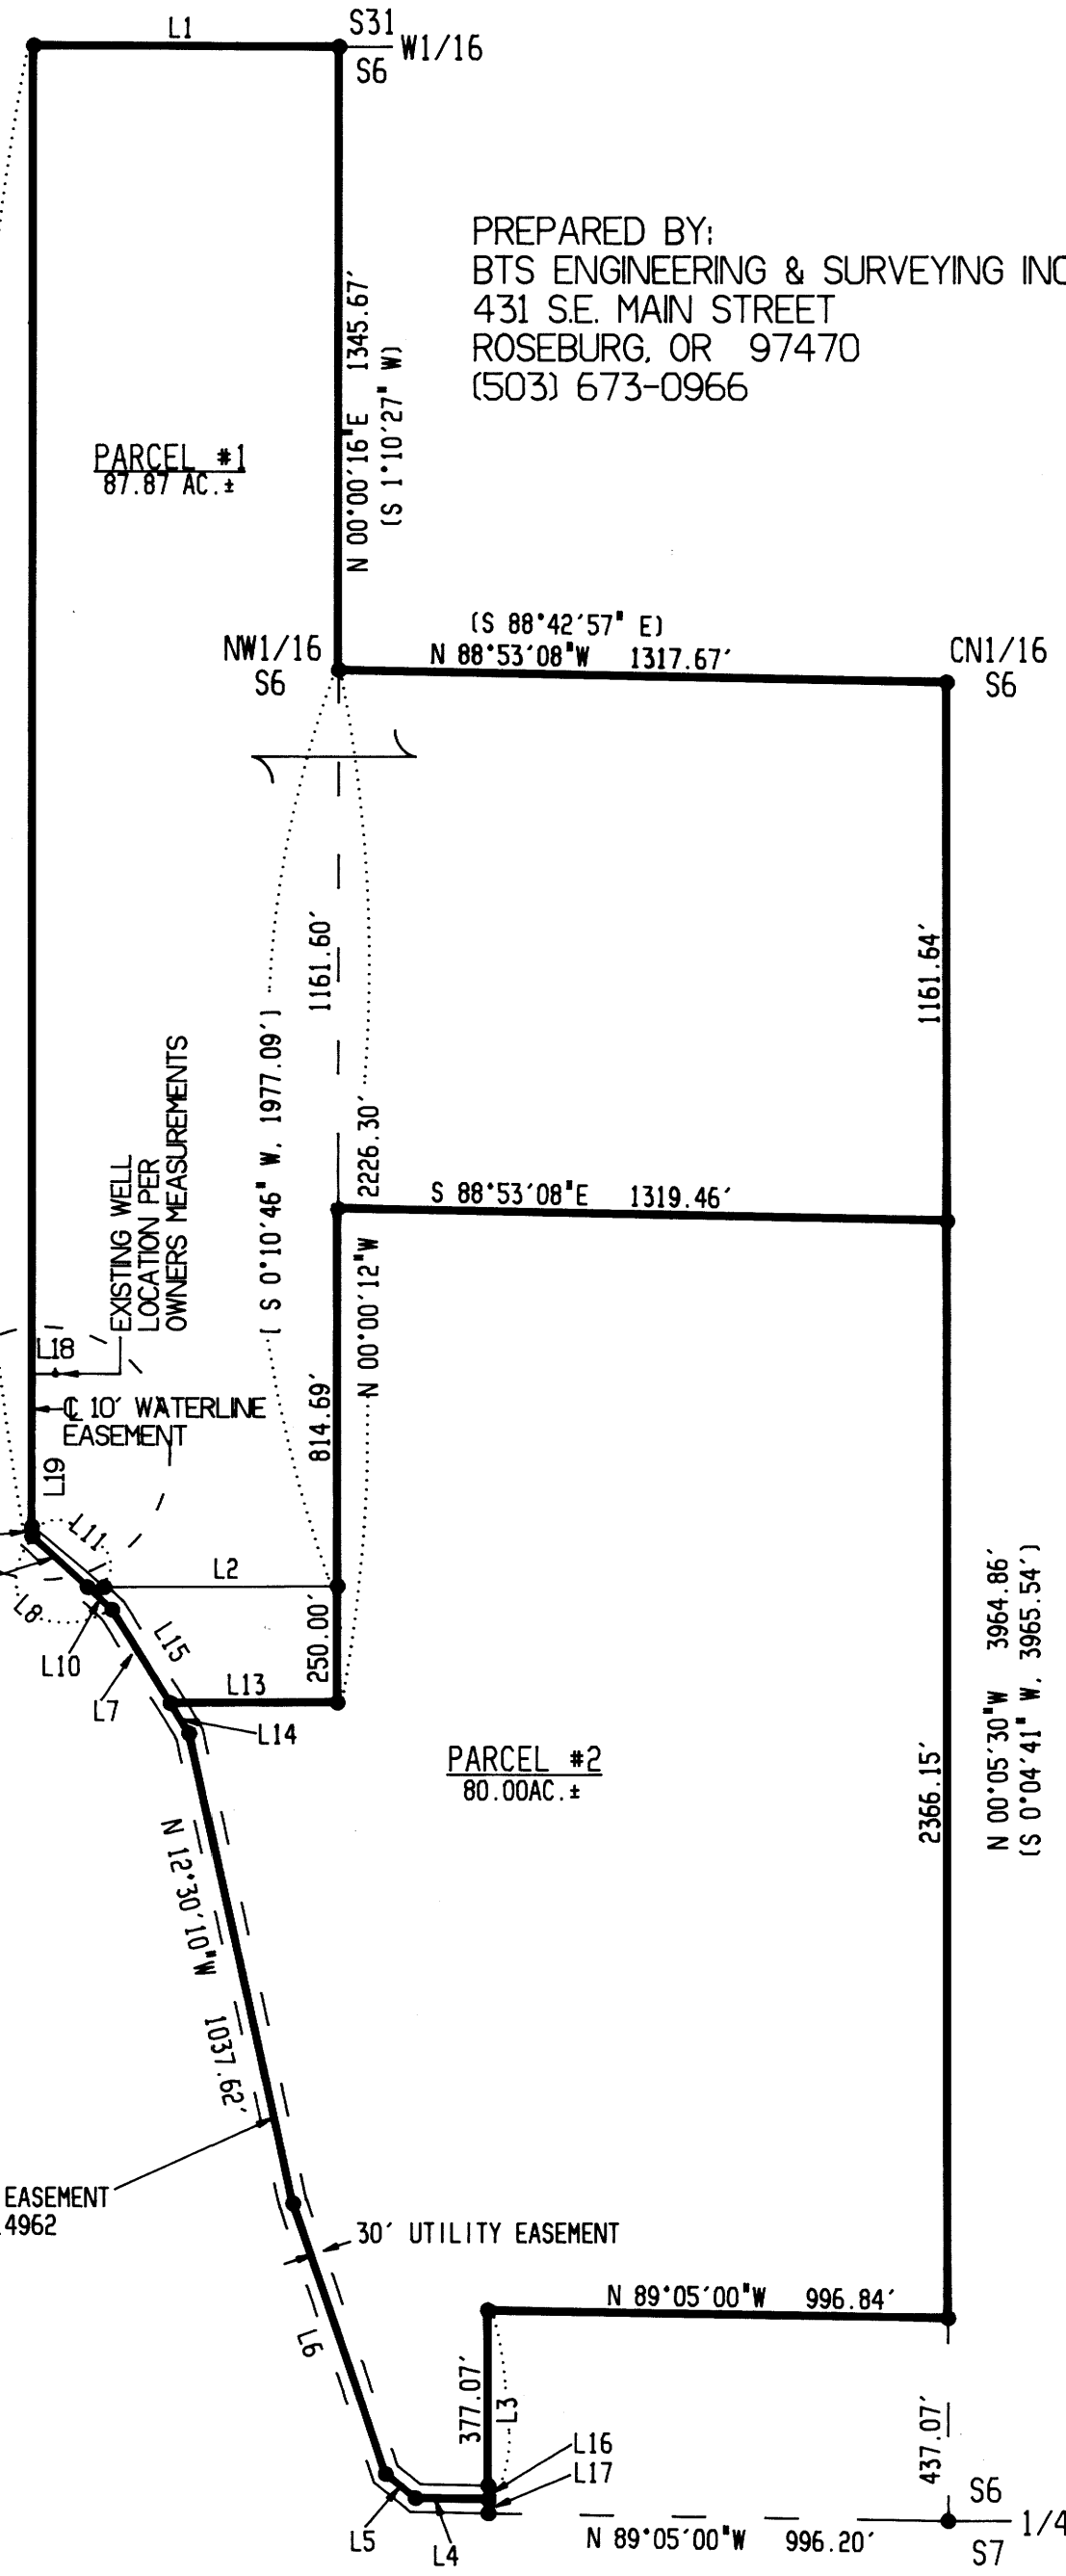 L1
S31
W1/16
S6
PREPARED BY:
BTS ENGINEERING & SURVEYING INC
431 S.E. MAIN STREET
ROSEBURG, OR 97470
(503) 673-0966
N 00°00'16"E 1345.67'
(S 1°10'27" W)
PARCEL #1
87.87 AC.±
(S 88°42'57" E)
N 88°53'08"W 1317.67'
NW1/16
S6
CN1/16
S6
1161.60'
1161.64'
(S 0°10'46" W, 1977.09')
2226.30'
N 00°00'12"W
EXISTING WELL
LOCATION PER
OWNERS MEASUREMENTS
S 88°53'08"E 1319.46'
L18
℄ 10' WATERLINE
EASEMENT
814.69'
L19
L11
L2
L8
L10
L15
250.00'
L7
L13
L14
N 00°05'30"W 3964.86'
(S 0°04'41" W, 3965.54')
PARCEL #2
80.00AC.±
2366.15'
N 12°30'10"W 1037.62'
EASEMENT
4962
30' UTILITY EASEMENT
L6
N 89°05'00"W 996.84'
377.07'
L3
L16
L17
437.07'
L5
L4
N 89°05'00"W 996.20'
S6
1/4
S7